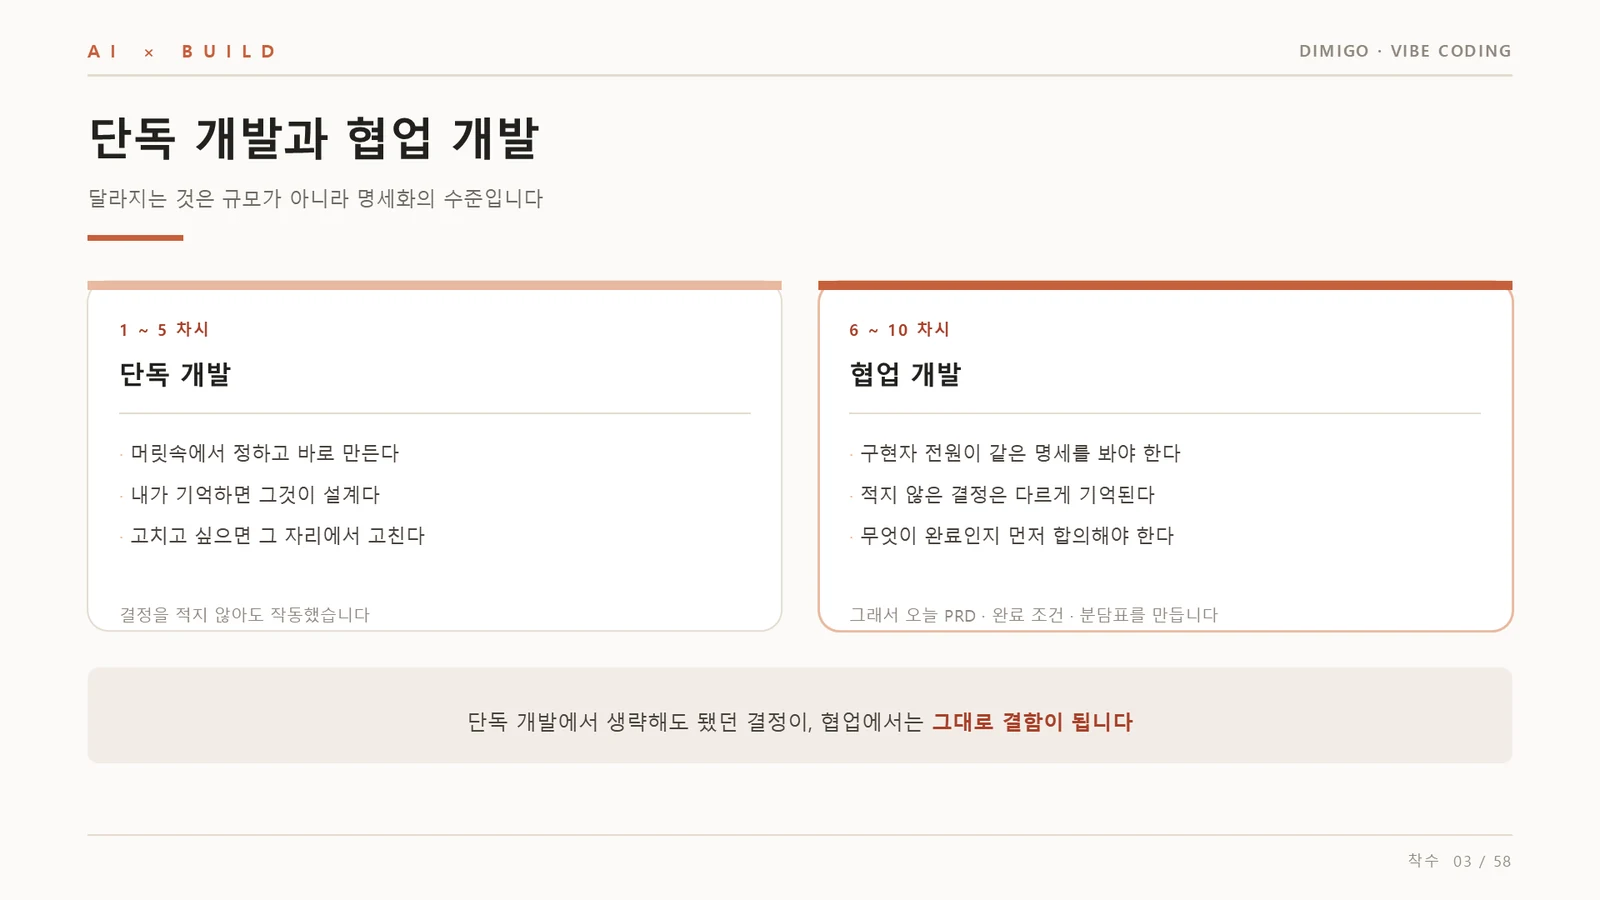 AI × BUILD
DIMIGO · VIBE CODING
단독 개발과 협업 개발
달라지는 것은 규모가 아니라 명세화의 수준입니다
1 ~ 5 차시
단독 개발
· 머릿속에서 정하고 바로 만든다
· 내가 기억하면 그것이 설계다
· 고치고 싶으면 그 자리에서 고친다
결정을 적지 않아도 작동했습니다
6 ~ 10 차시
협업 개발
· 구현자 전원이 같은 명세를 봐야 한다
· 적지 않은 결정은 다르게 기억된다
· 무엇이 완료인지 먼저 합의해야 한다
그래서 오늘 PRD · 완료 조건 · 분담표를 만듭니다
단독 개발에서 생략해도 됐던 결정이, 협업에서는 그대로 결함이 됩니다
착수 03 / 58